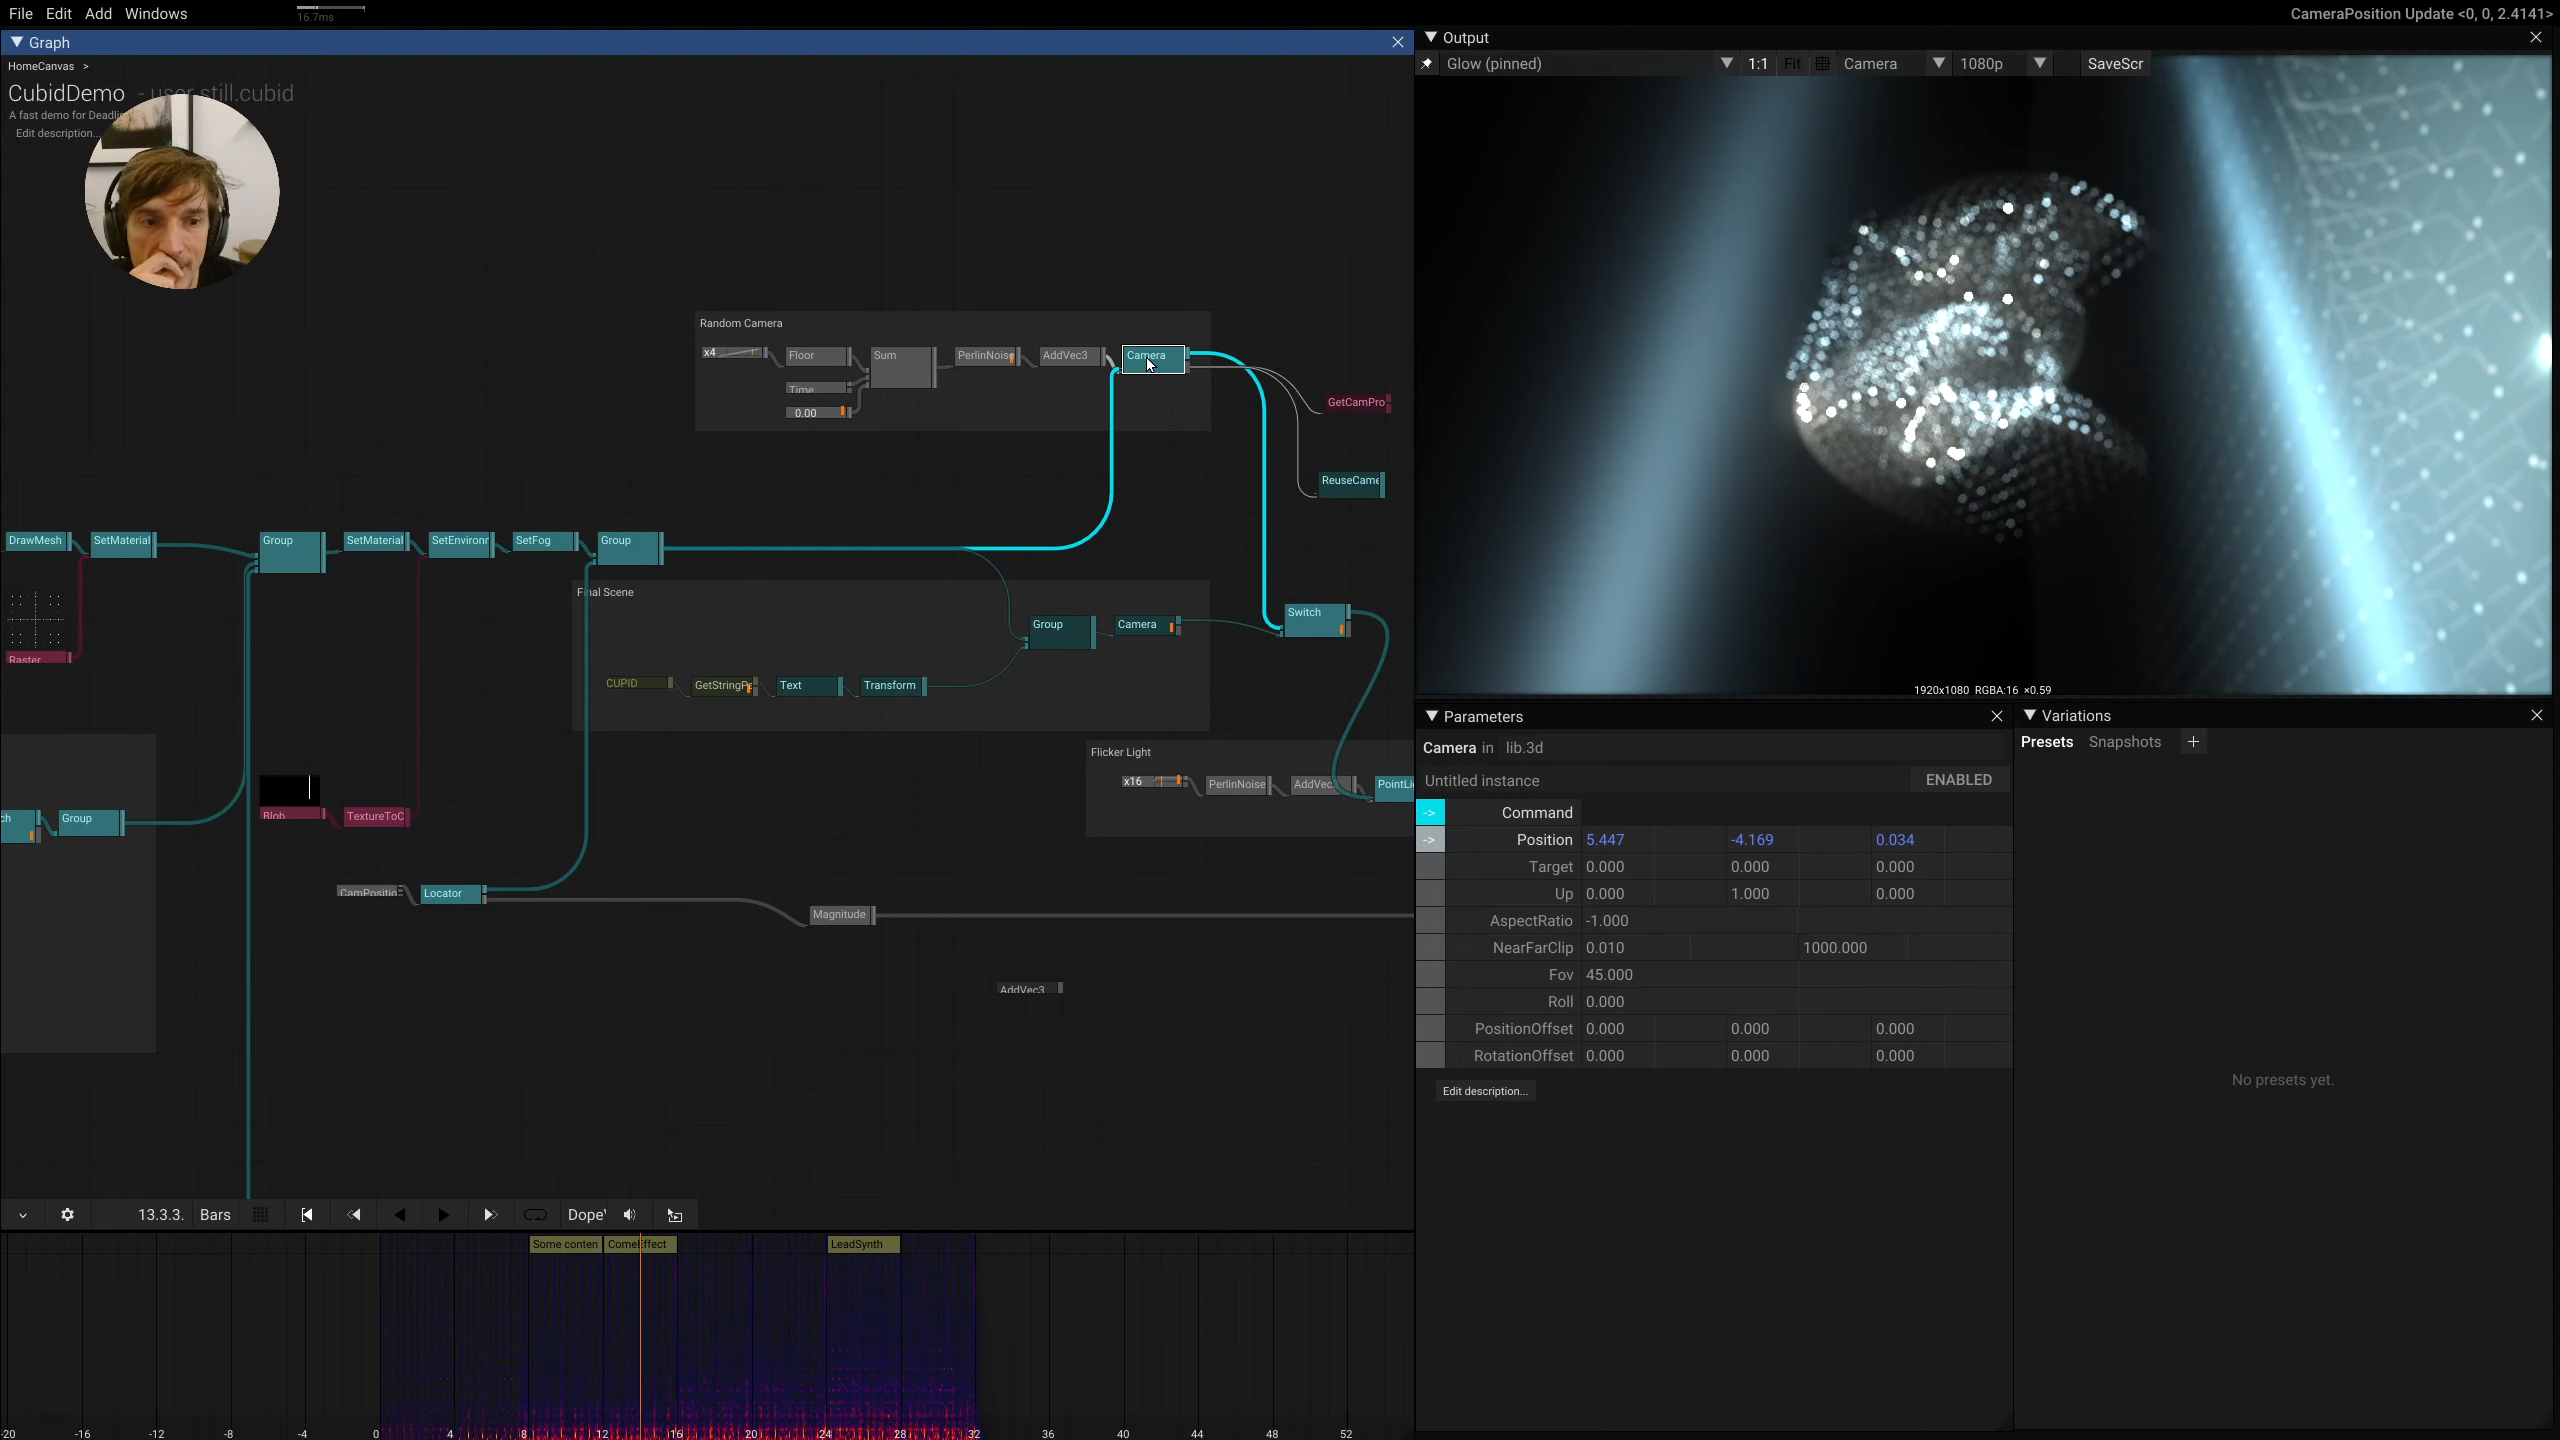 File Edit Add Windows
16.7ms
CameraPosition Update <0, 0, 2.4141>
Graph
HomeCanvas >
CubidDemo - user.still.cubid
A fast demo for Deadli
Edit description...
Random Camera
x4
Floor
Sum
PerlinNoise
AddVec3
Camera
Time
0.00
GetCamPro
ReuseCame
DrawMesh
SetMaterial
Group
SetMaterial
SetEnvironm
SetFog
Group
Raster
Final Scene
Group
Camera
Switch
CUPID
GetStringPa
Text
Transform
Flicker Light
x16
PerlinNoise
AddVec
PointLi
ch
Group
Blob
TextureToC
CamPositio
Locator
Magnitude
AddVec3
13.3.3. Bars
DopeV
Some conten
ComeEffect
LeadSynth
-20 -16 -12 -8 -4 0 4 8 12 16 20 24 28 32 36 40 44 48 52
Output
Glow (pinned) 1:1 Fit Camera 1080p SaveScr
1920x1080 RGBA:16 ×0.59
Parameters
Camera in lib.3d
Untitled instance ENABLED
-> Command
-> Position 5.447 -4.169 0.034
Target 0.000 0.000 0.000
Up 0.000 1.000 0.000
AspectRatio -1.000
NearFarClip 0.010 1000.000
Fov 45.000
Roll 0.000
PositionOffset 0.000 0.000 0.000
RotationOffset 0.000 0.000 0.000
Edit description...
Variations
Presets Snapshots +
No presets yet.